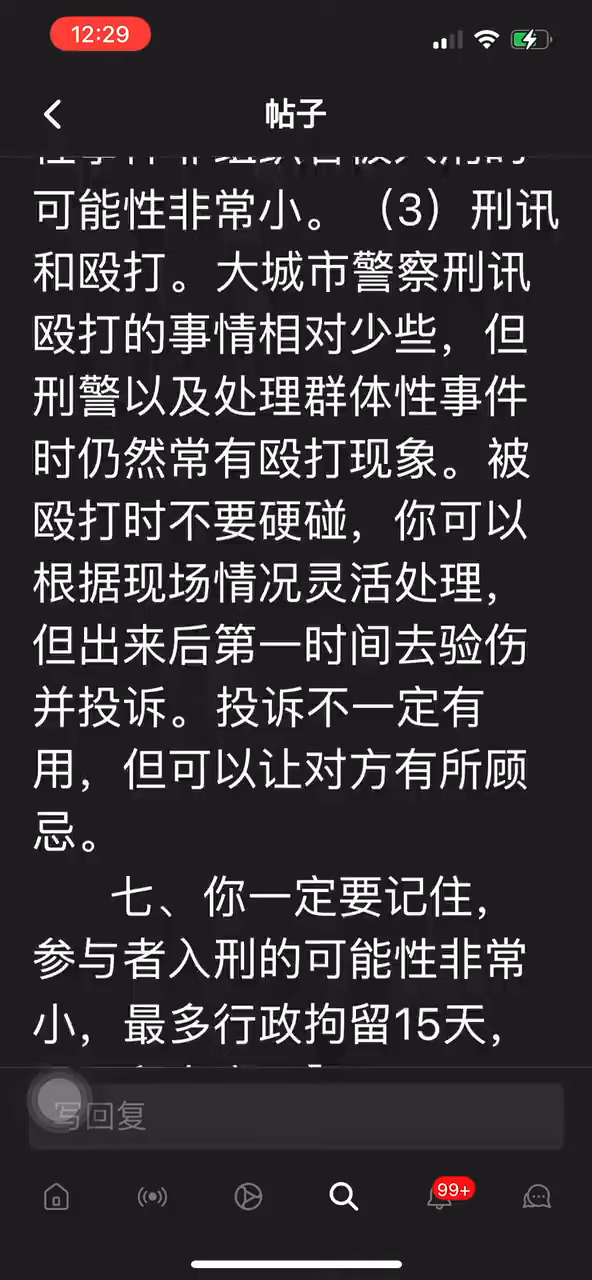 12:29
帖子
可能性非常小。（3）刑讯
和殴打。大城市警察刑讯
殴打的事情相对少些，但
刑警以及处理群体性事件
时仍然常有殴打现象。被
殴打时不要硬碰，你可以
根据现场情况灵活处理，
但出来后第一时间去验伤
并投诉。投诉不一定有
用，但可以让对方有所顾
忌。
七、你一定要记住，
参与者入刑的可能性非常
小，最多行政拘留15天，
写回复
99+